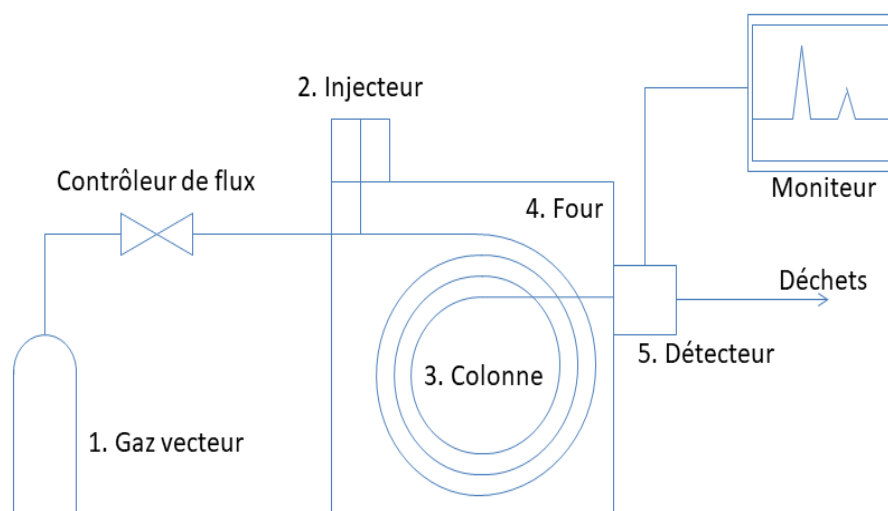 2. Injecteur
Contrôleur de flux
4. Four
Moniteur
Déchets
5. Détecteur
3. Colonne
1. Gaz vecteur